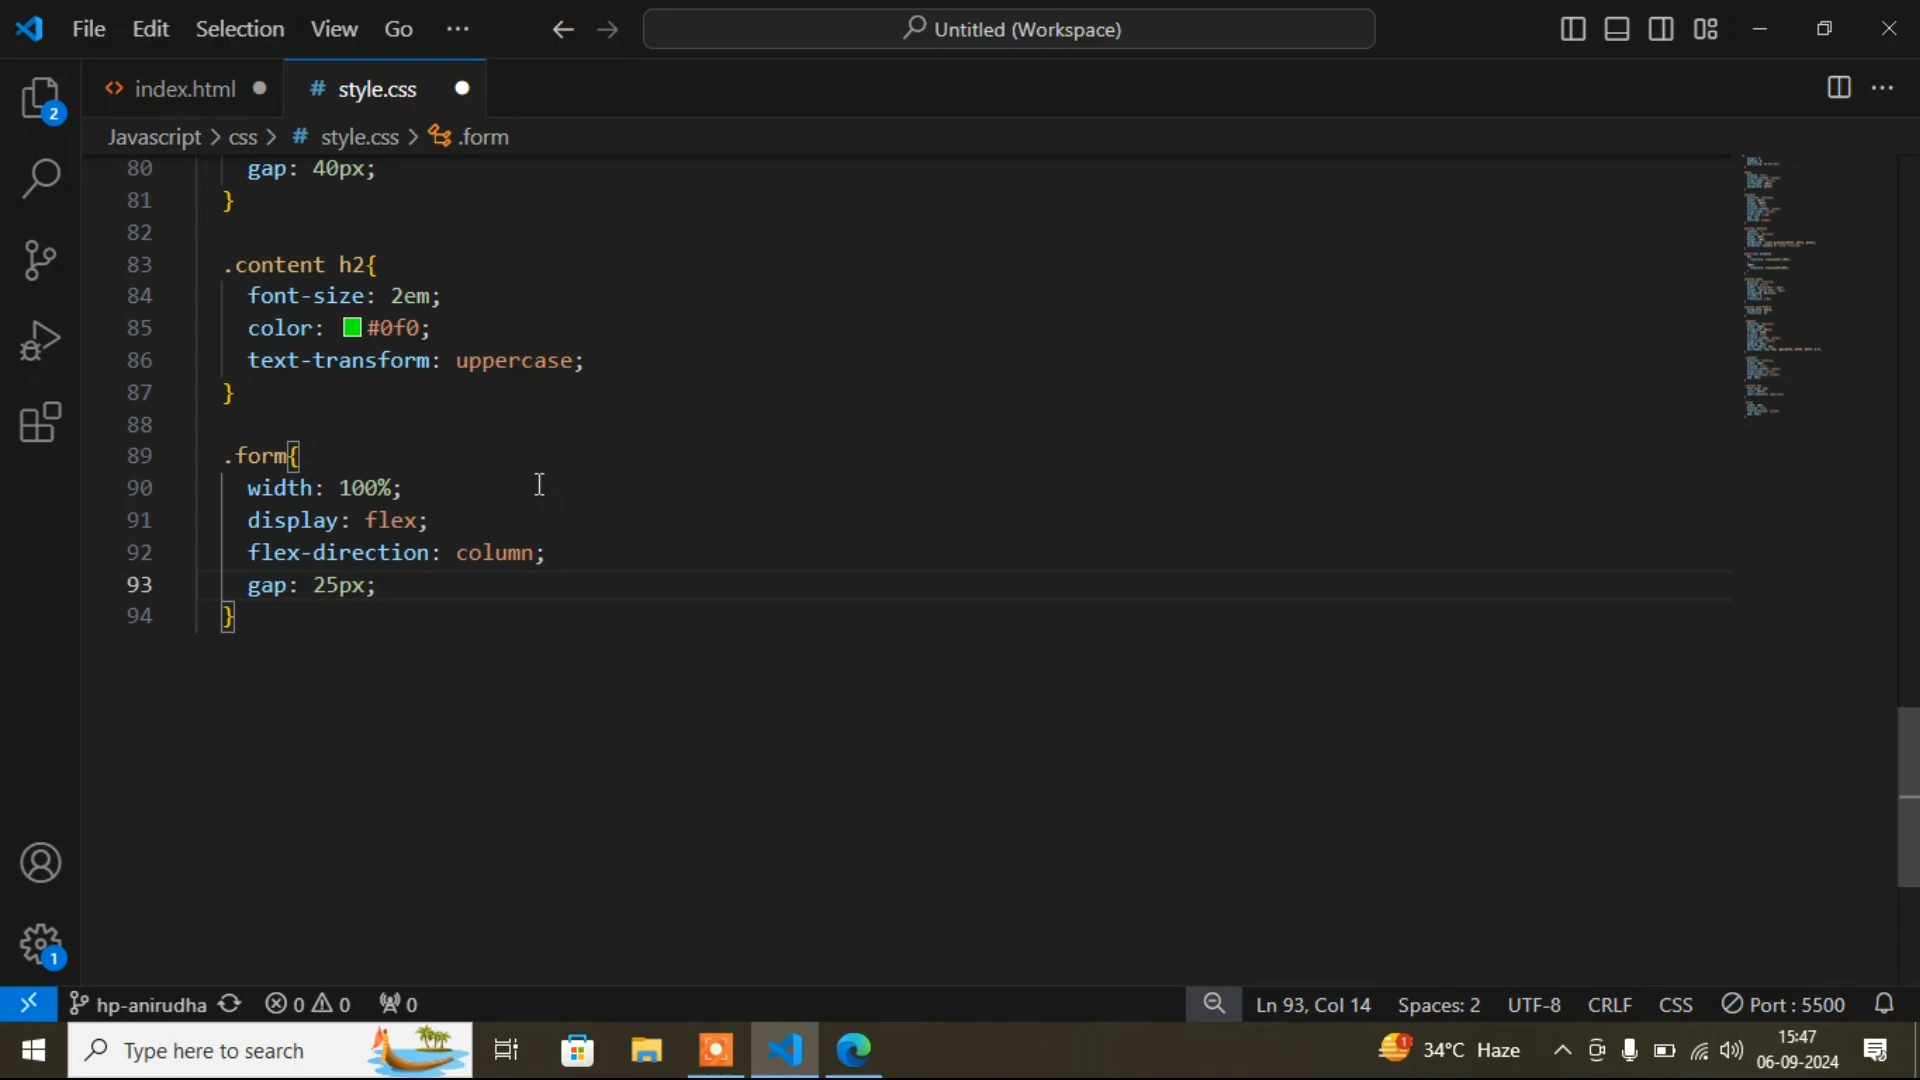 File Edit Selection View Go ··· Untitled (Workspace)
2
index.html
# style.css
Javascript > css > # style.css > .form
80 gap: 40px;
81 }
82
83 .content h2{
84 font-size: 2em;
85 color: #0f0;
86 text-transform: uppercase;
87 }
88
89 .form{
90 width: 100%;
91 display: flex;
92 flex-direction: column;
93 gap: 25px;
94 }
1
hp-anirudha 0 0 0 Ln 93, Col 14 Spaces: 2 UTF-8 CRLF CSS Port : 5500
Type here to search 1 34°C Haze 15:47
06-09-2024